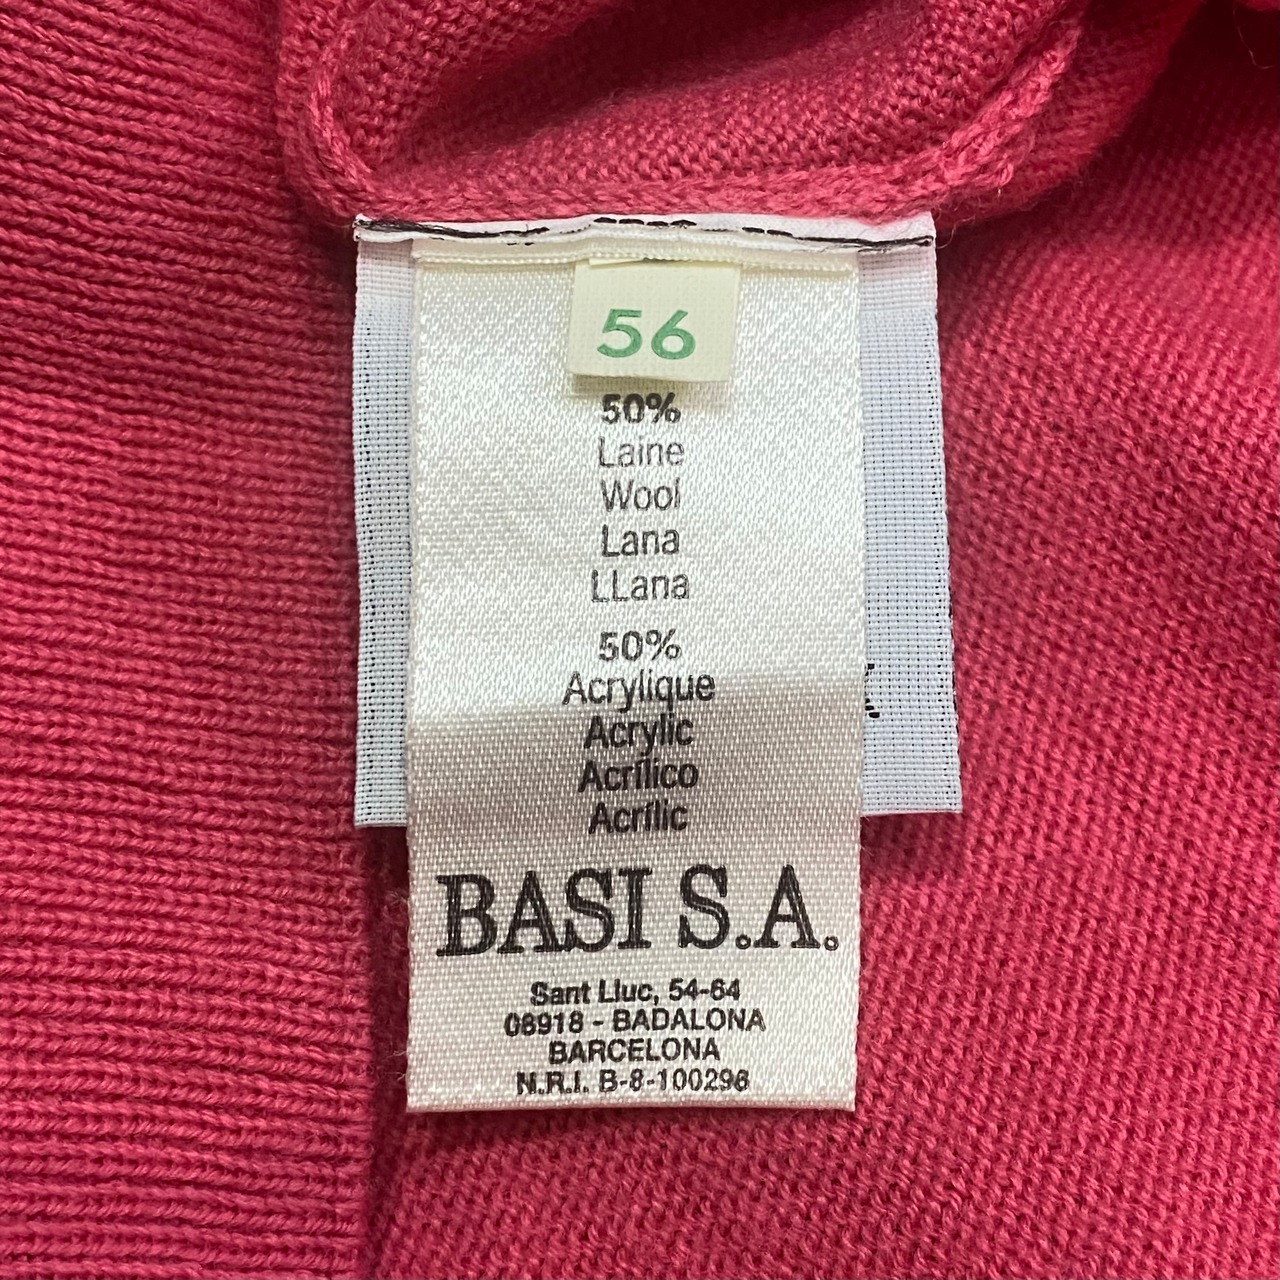 56
50%
Laine
Wool
Lana
LLana
50%
Acrylique
Acrylic
Acrílico
Acrílic
BASI S.A.
Sant Lluc, 54-64
08918 - BADALONA
BARCELONA
N.R.I. B-8-100296